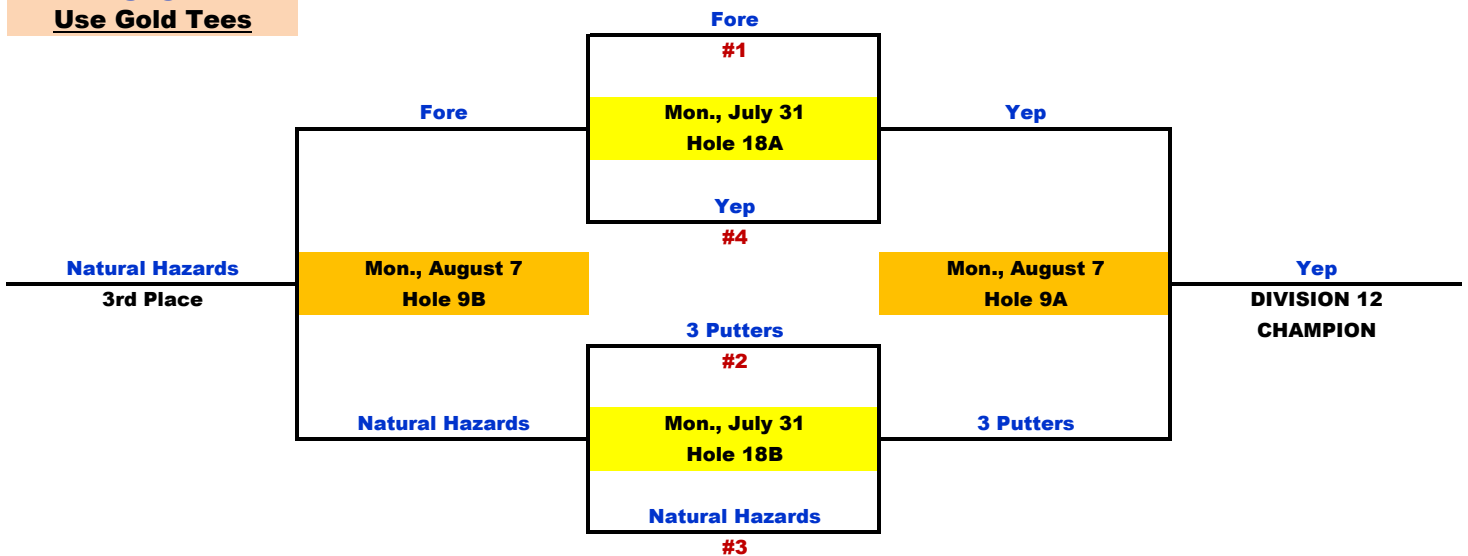 Use Gold Tees
Fore
#1
Fore
Mon., July 31
Hole 18A
Yep
Yep
#4
Natural Hazards
3rd Place
Mon., August 7
Hole 9B
Mon., August 7
Hole 9A
Yep
DIVISION 12
CHAMPION
3 Putters
#2
Natural Hazards
Mon., July 31
Hole 18B
3 Putters
Natural Hazards
#3